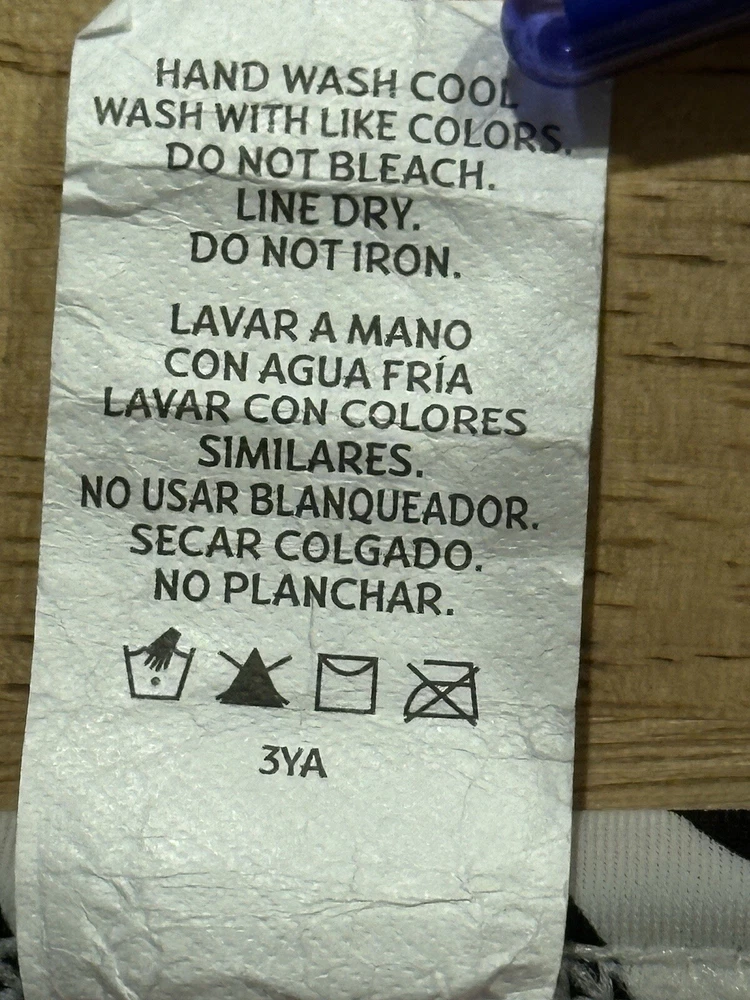 HAND WASH COOL
WASH WITH LIKE COLORS.
DO NOT BLEACH.
LINE DRY.
DO NOT IRON.
LAVAR A MANO
CON AGUA FRÍA
LAVAR CON COLORES
SIMILARES.
NO USAR BLANQUEADOR.
SECAR COLGADO.
NO PLANCHAR.
3YA